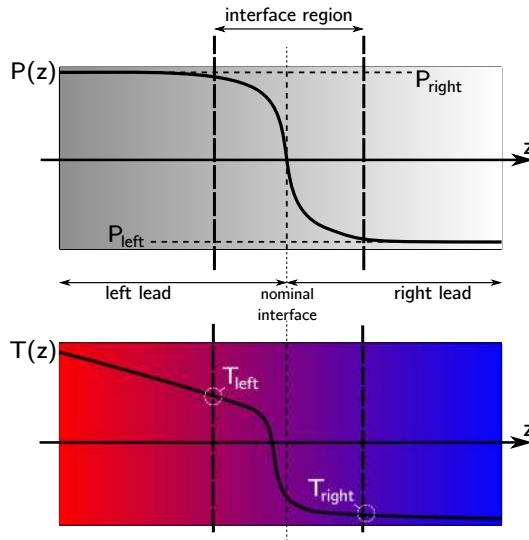 interface region
P(z)
P_right
z
P_left
left lead
nominal
interface
right lead
T(z)
T_left
z
T_right